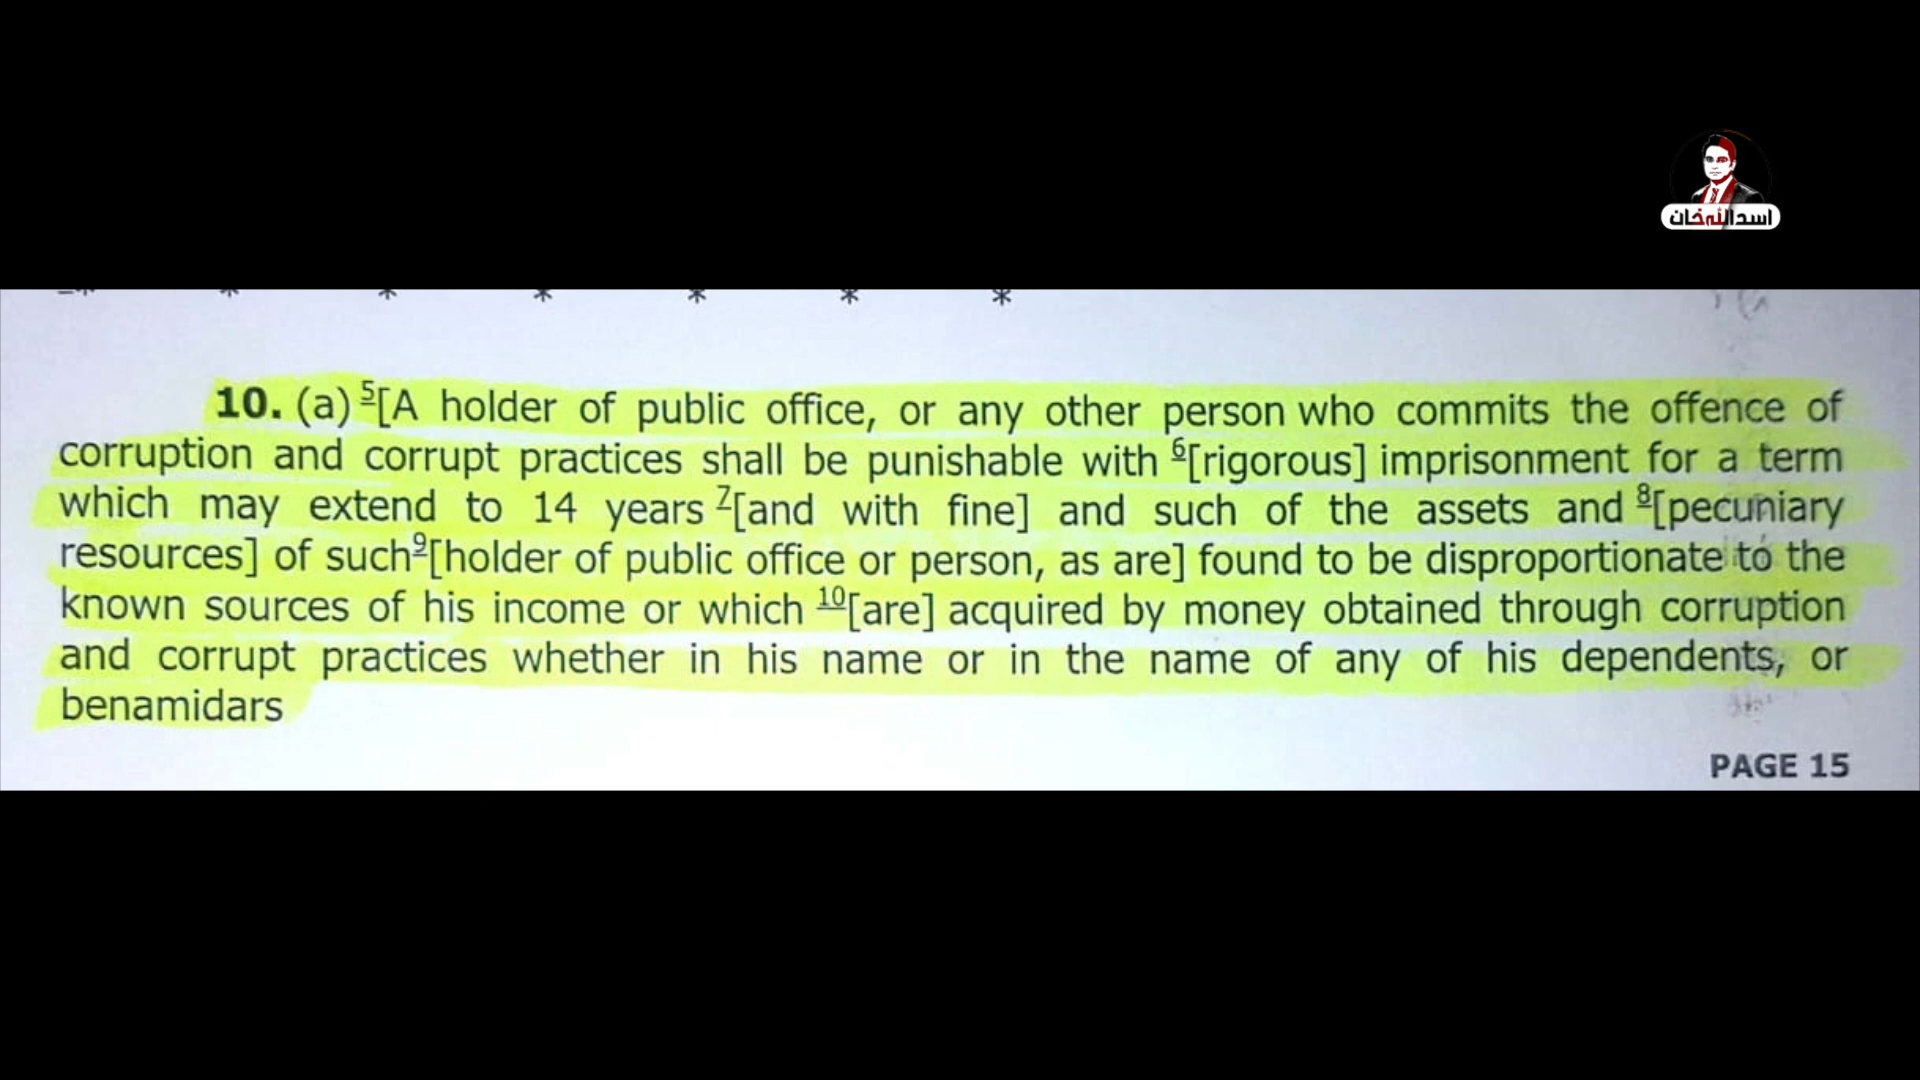 اسداللہ خان
* * * * * * *
10. (a) 5[A holder of public office, or any other person who commits the offence of
corruption and corrupt practices shall be punishable with 6[rigorous] imprisonment for a term
which may extend to 14 years 7[and with fine] and such of the assets and 8[pecuniary
resources] of such9[holder of public office or person, as are] found to be disproportionate to the
known sources of his income or which 10[are] acquired by money obtained through corruption
and corrupt practices whether in his name or in the name of any of his dependents, or
benamidars
PAGE 15